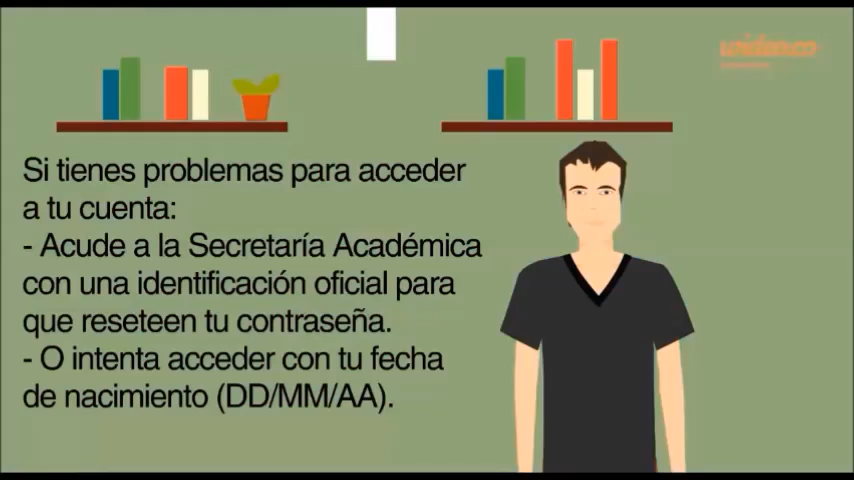 Si tienes problemas para acceder
a tu cuenta:
- Acude a la Secretaría Académica
con una identificación oficial para
que reseteen tu contraseña.
- O intenta acceder con tu fecha
de nacimiento (DD/MM/AA).